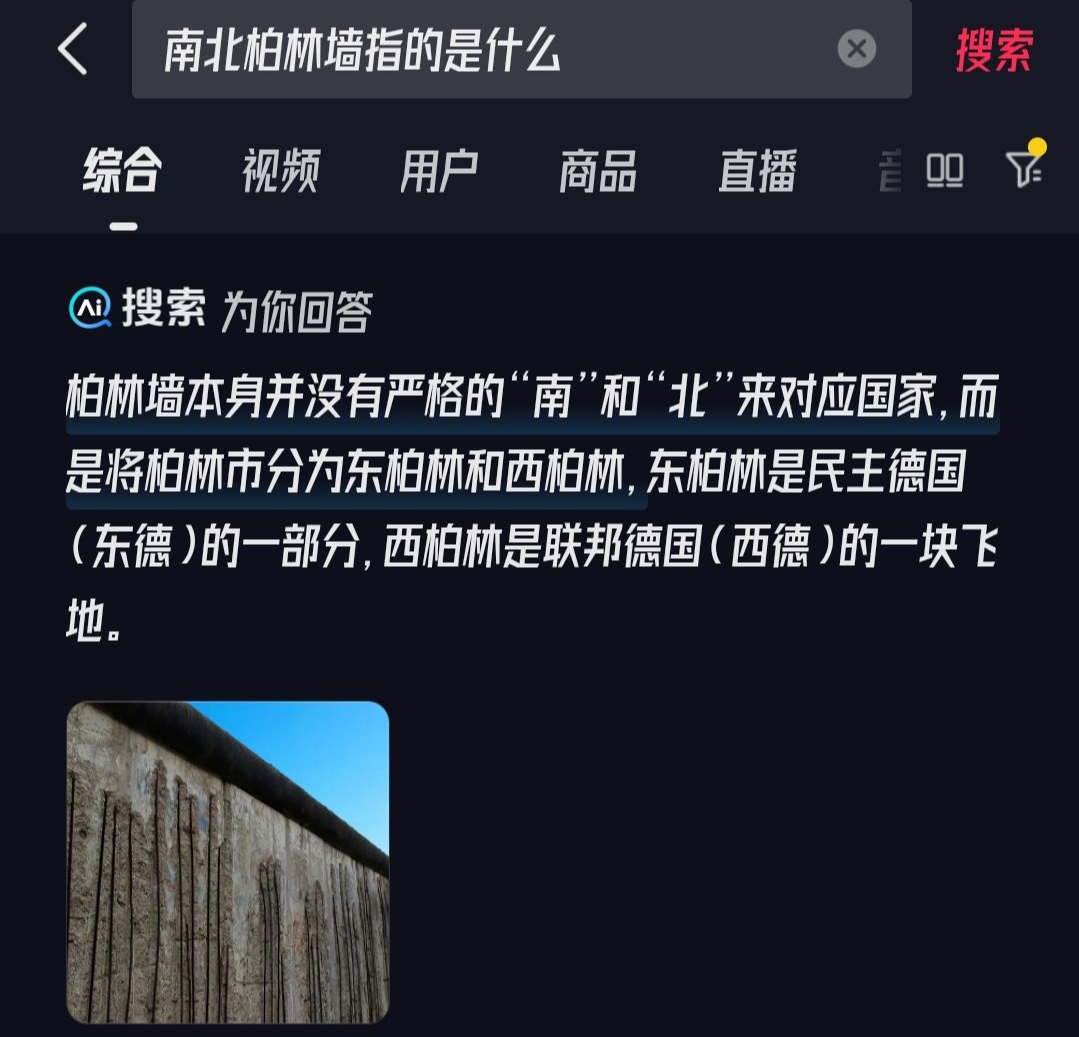 南北柏林墙指的是什么
搜索
综合 视频 用户 商品 直播 音
Ai 搜索 为你回答
柏林墙本身并没有严格的“南”和“北”来对应国家,而
是将柏林市分为东柏林和西柏林,东柏林是民主德国
(东德)的一部分,西柏林是联邦德国(西德)的一块飞
地。